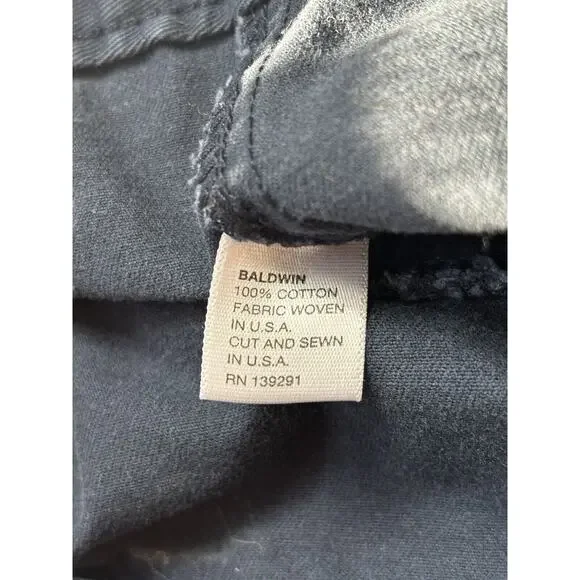 BALDWIN
100% COTTON
FABRIC WOVEN
IN U.S.A.
CUT AND SEWN
IN U.S.A.
RN 139291